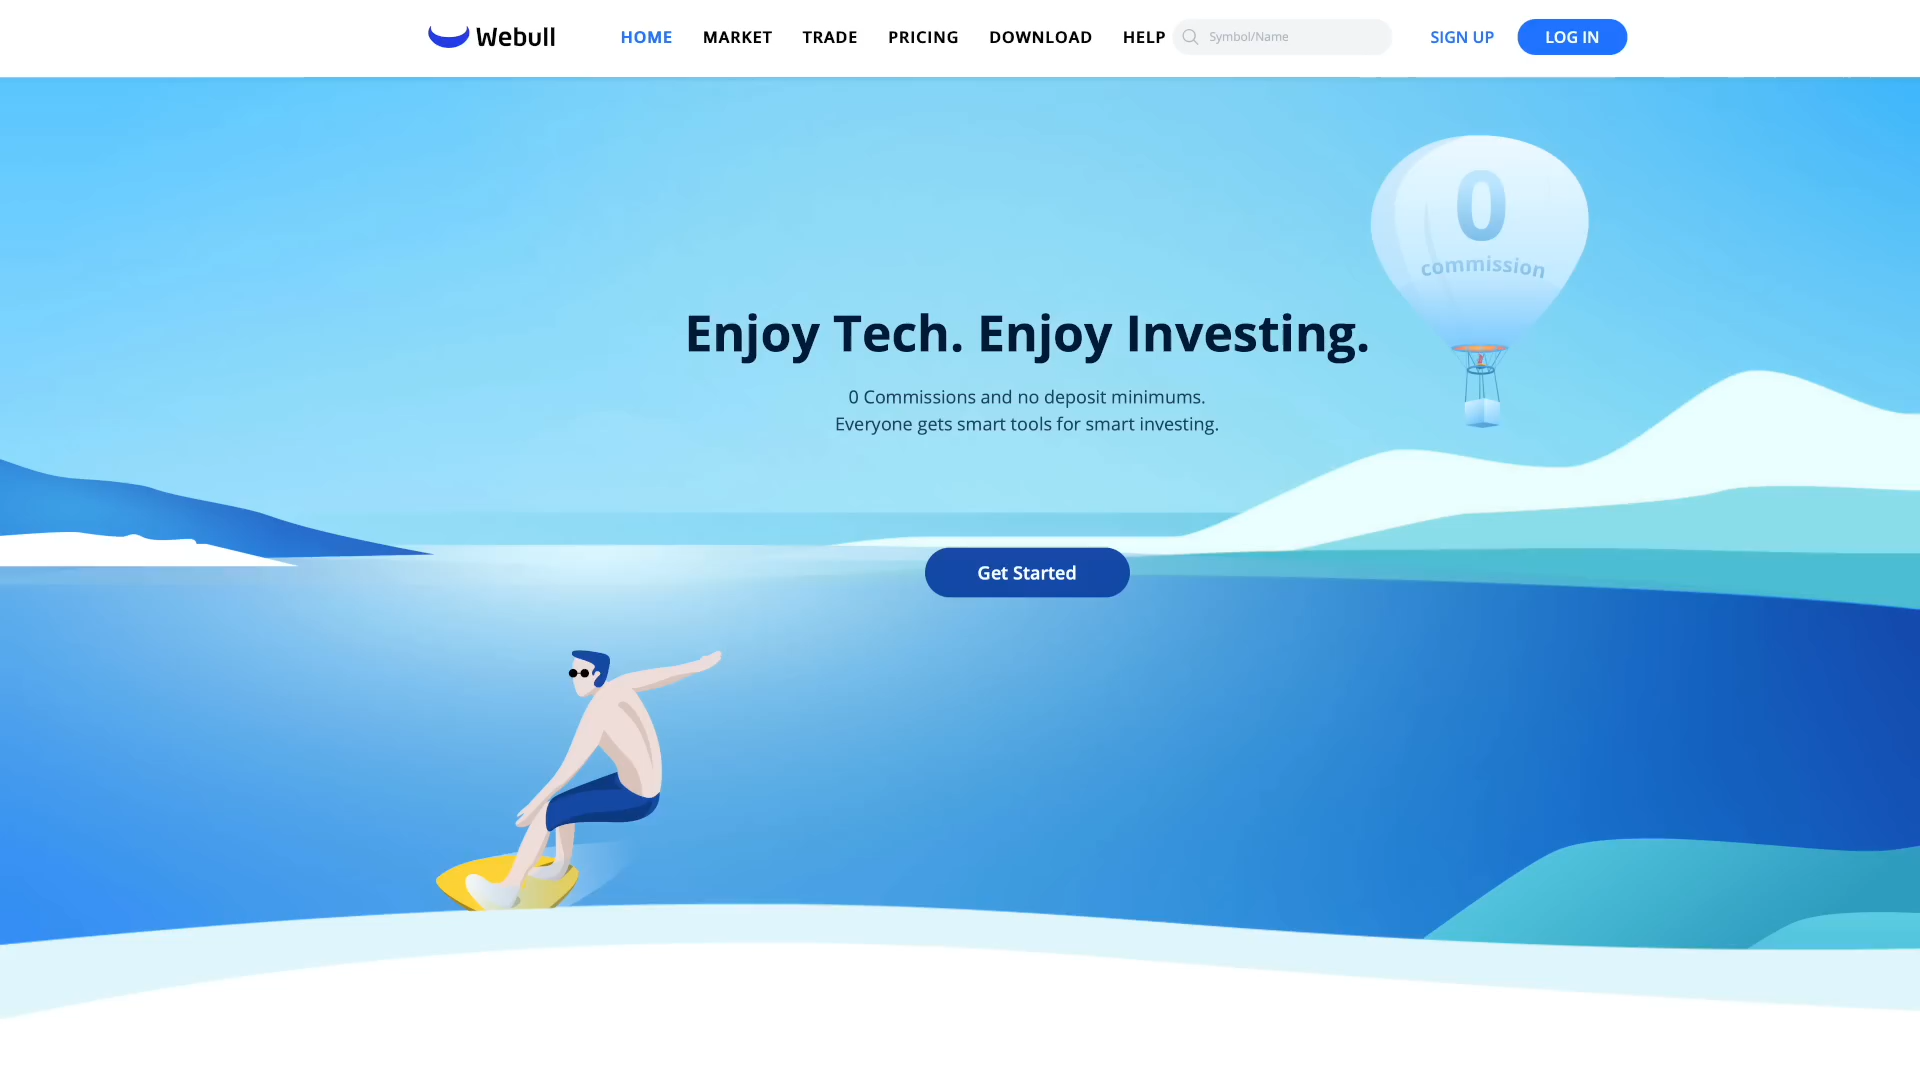 Webull
HOME
MARKET
TRADE
PRICING
DOWNLOAD
HELP
Symbol/Name
SIGN UP
LOG IN
0
commission
Enjoy Tech. Enjoy Investing.
0 Commissions and no deposit minimums.
Everyone gets smart tools for smart investing.
Get Started